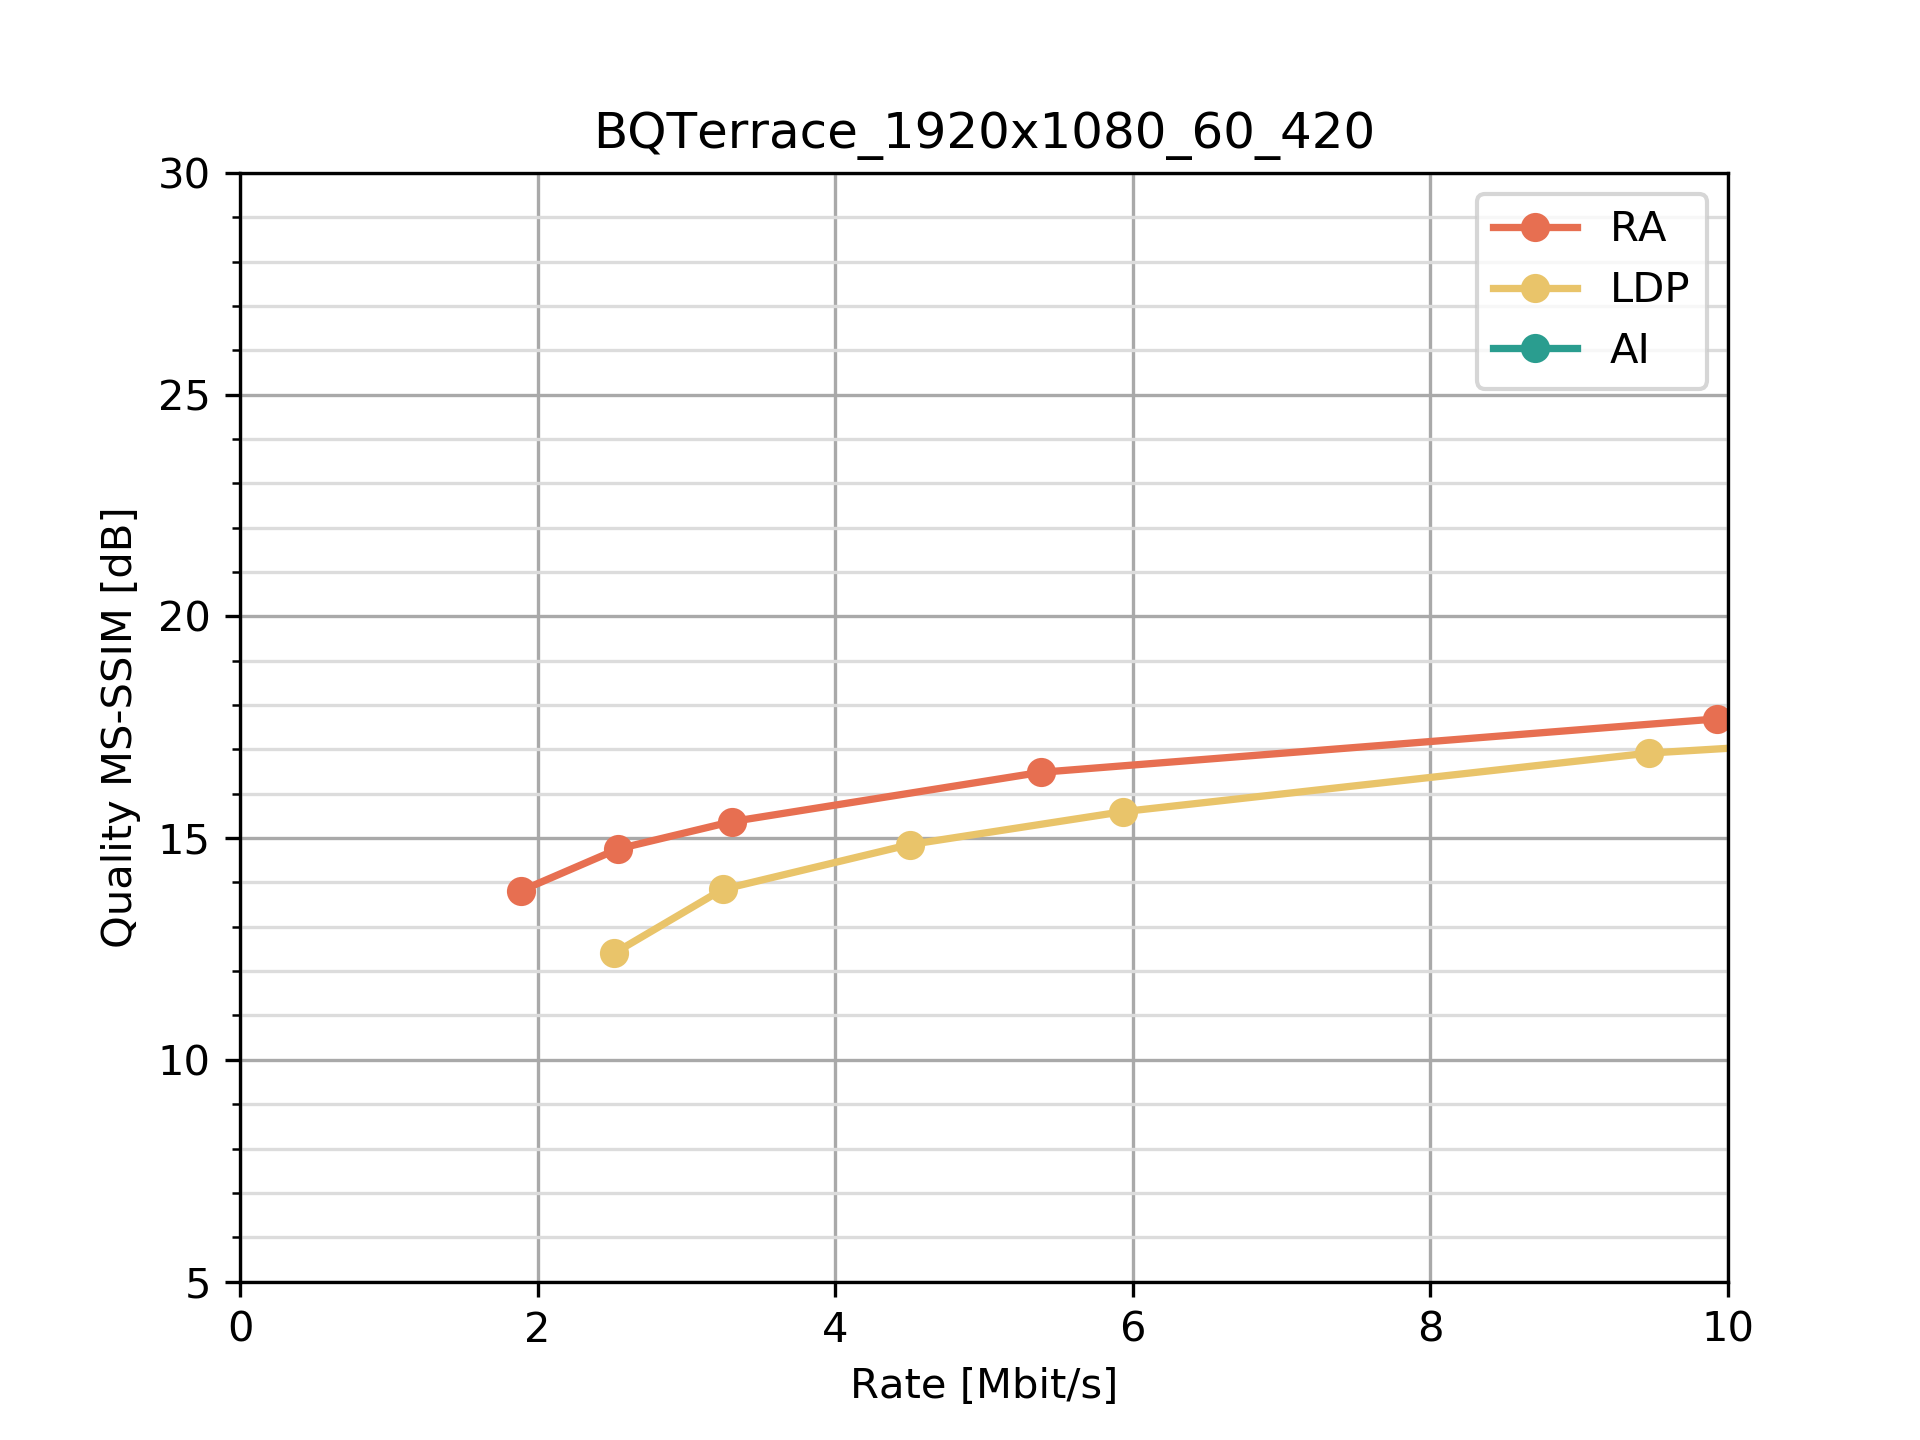 BQTerrace_1920x1080_60_420
30
25
20
15
10
5
0 2 4 6 8 10
Quality MS-SSIM [dB]
Rate [Mbit/s]
RA
LDP
AI